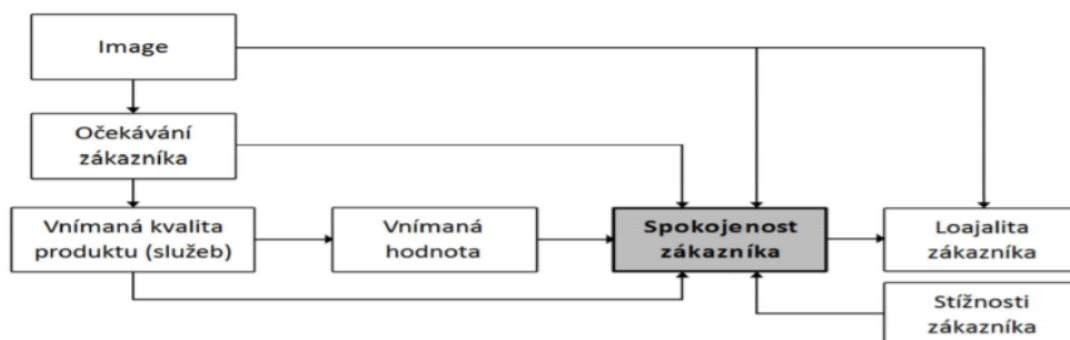 Image
Očekávání
zákazníka
Vnímaná kvalita
produktu (služeb)
Vnímaná
hodnota
Spokojenost
zákazníka
Loajalita
zákazníka
Stížnosti
zákazníka